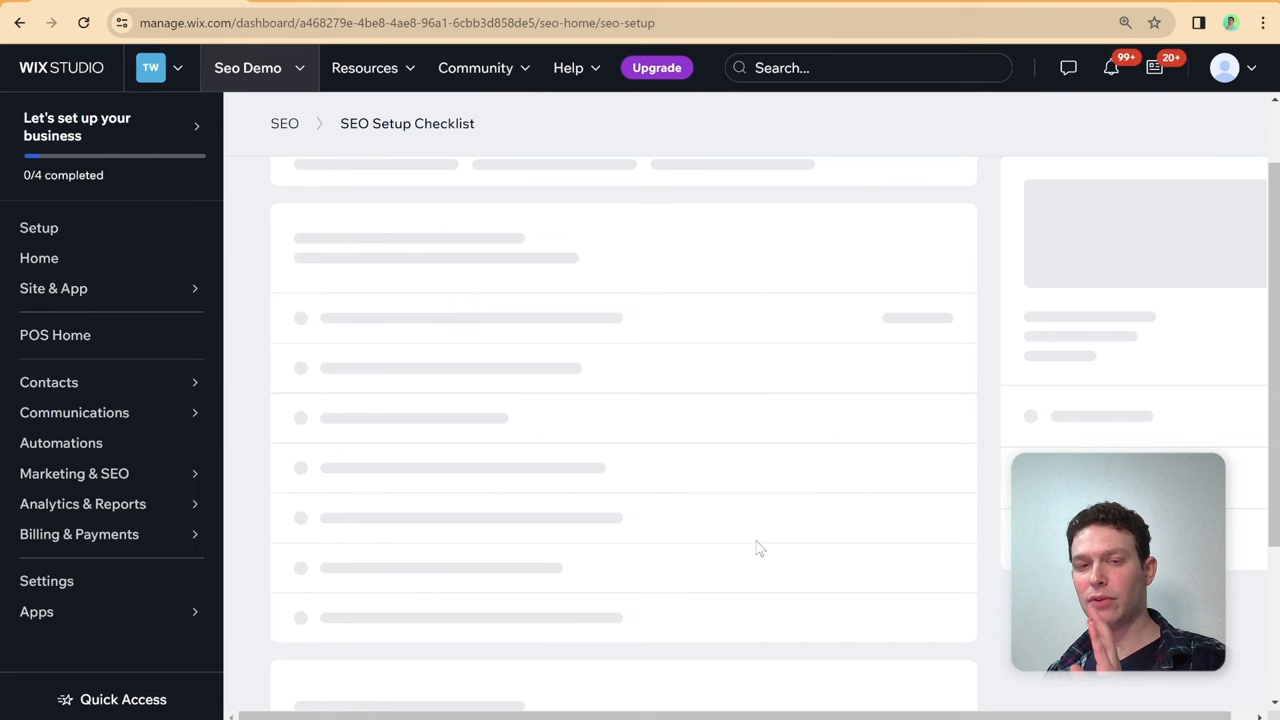 manage.wix.com/dashboard/a468279e-4be8-4ae8-96a1-6cbb3d858de5/seo-home/seo-setup
WIX STUDIO
TW
Seo Demo
Resources
Community
Help
Upgrade
Search...
99+
20+
Let's set up your
business
0/4 completed
SEO
SEO Setup Checklist
Setup
Home
Site & App
POS Home
Contacts
Communications
Automations
Marketing & SEO
Analytics & Reports
Billing & Payments
Settings
Apps
Quick Access